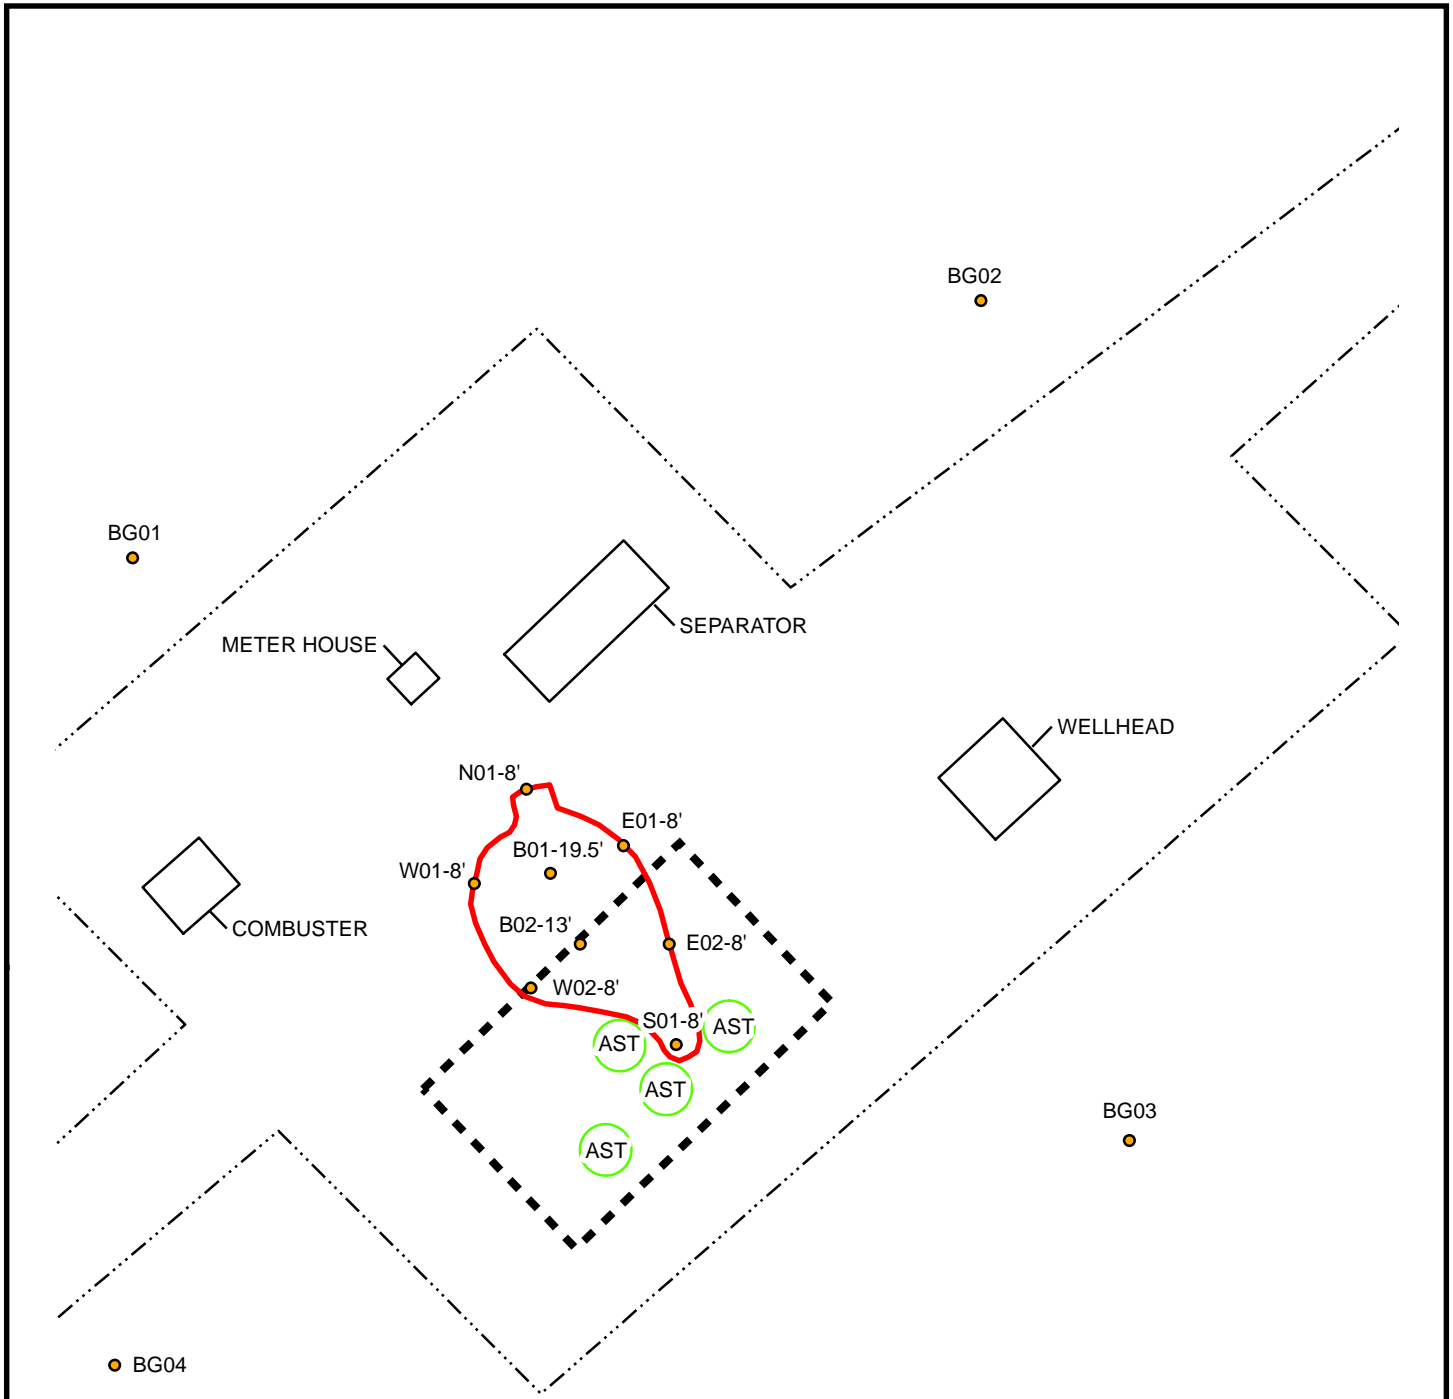 BG02
BG01
SEPARATOR
METER HOUSE
WELLHEAD
N01-8'
E01-8'
B01-19.5'
W01-8'
B02-13'
COMBUSTER
E02-8'
W02-8'
S01-8'
AST
AST
AST
BG03
AST
BG04